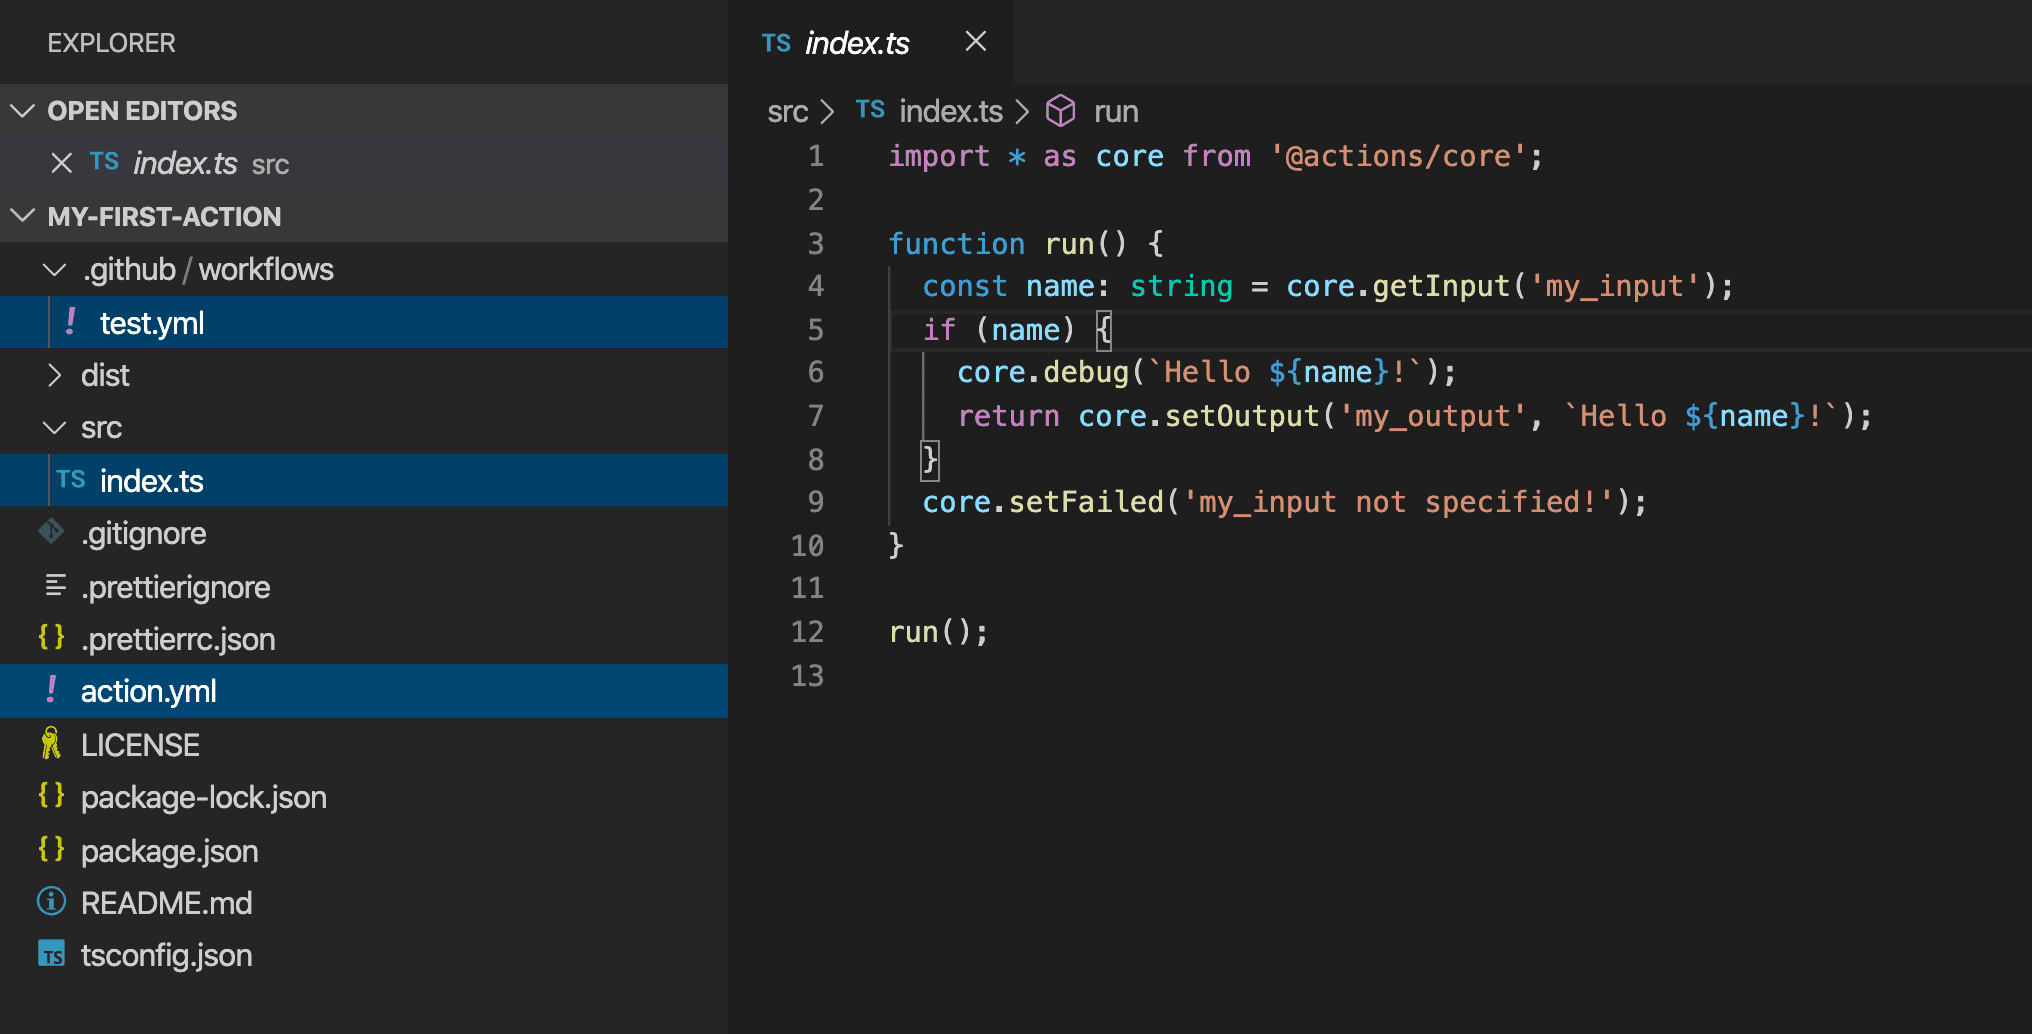 EXPLORER
OPEN EDITORS
TS index.ts src
MY-FIRST-ACTION
.github / workflows
! test.yml
dist
src
TS index.ts
.gitignore
.prettierignore
{} .prettierrc.json
! action.yml
LICENSE
{} package-lock.json
{} package.json
README.md
TS tsconfig.json
TS index.ts
src > TS index.ts > run
1 import * as core from '@actions/core';
2
3 function run() {
4   const name: string = core.getInput('my_input');
5   if (name) {
6     core.debug(`Hello ${name}!`);
7     return core.setOutput('my_output', `Hello ${name}!`);
8   }
9   core.setFailed('my_input not specified!');
10 }
11
12 run();
13